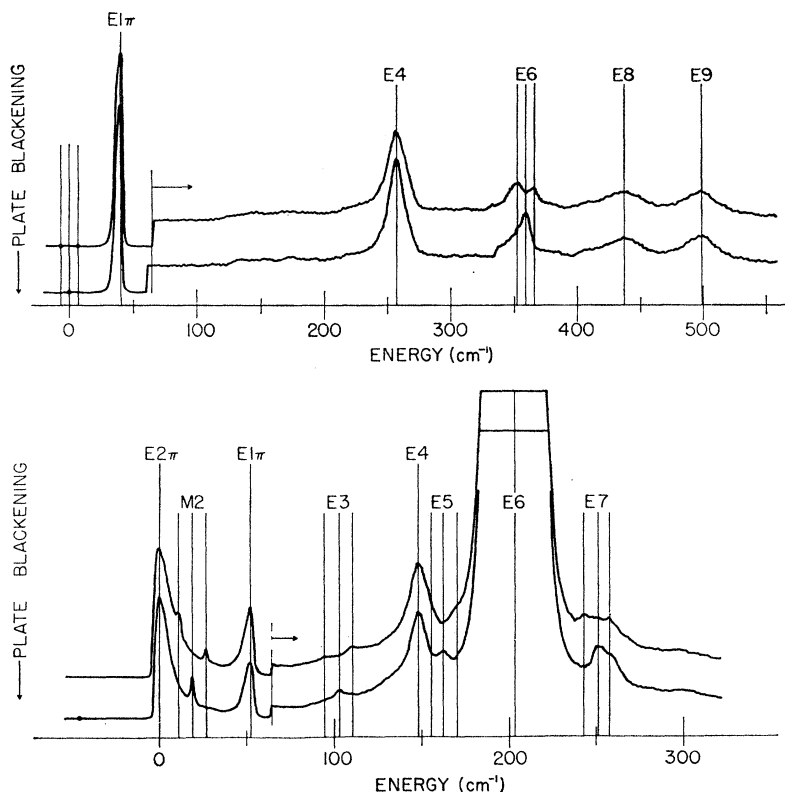 E1π
E4
E6
E8
E9
PLATE BLACKENING
0
100
200
300
400
500
ENERGY (cm⁻¹)
E2π
M2
E1π
E3
E4
E5
E6
E7
PLATE BLACKENING
0
100
200
300
ENERGY (cm⁻¹)